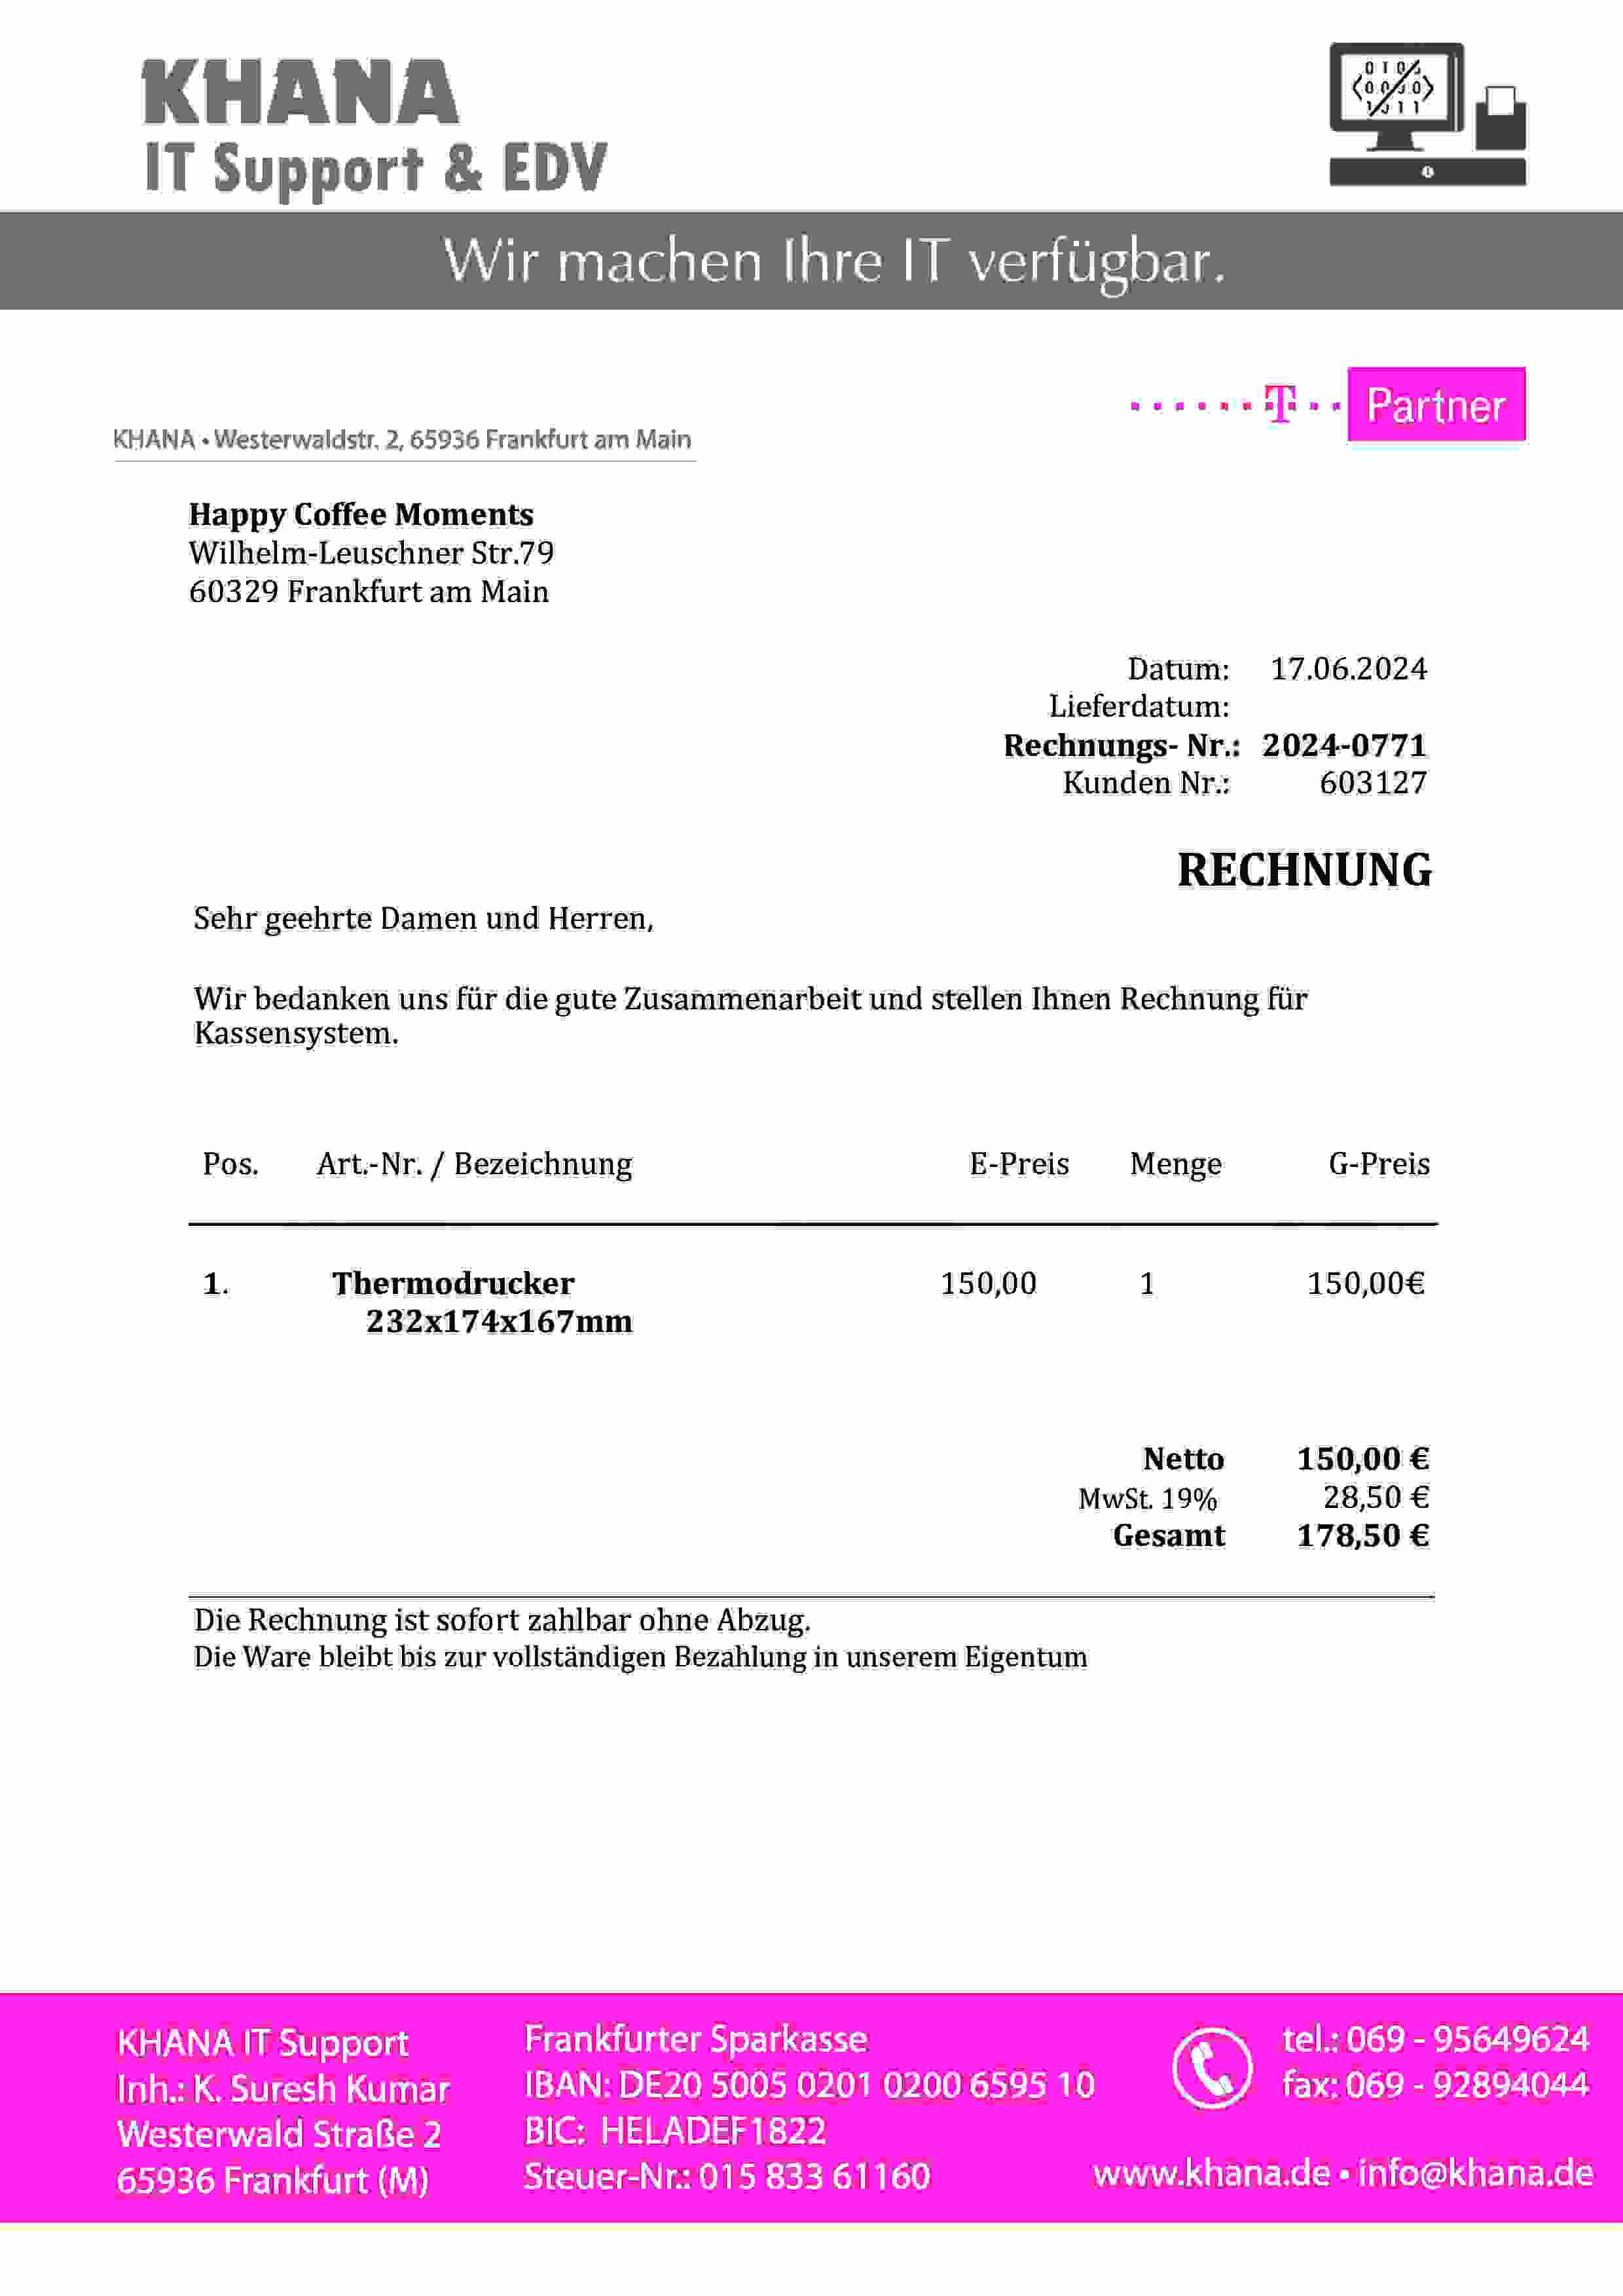 KHANA
IT Support & EDV
Wir machen Ihre IT verfügbar.
T Partner
KHANA • Westerwaldstr. 2, 65936 Frankfurt am Main
Happy Coffee Moments
Wilhelm-Leuschner Str.79
60329 Frankfurt am Main
Datum: 17.06.2024
Lieferdatum:
Rechnungs- Nr.: 2024-0771
Kunden Nr.: 603127
RECHNUNG
Sehr geehrte Damen und Herren,
Wir bedanken uns für die gute Zusammenarbeit und stellen Ihnen Rechnung für
Kassensystem.
Pos. Art.-Nr. / Bezeichnung E-Preis Menge G-Preis
1. Thermodrucker 150,00 1 150,00€
232x174x167mm
Netto 150,00 €
MwSt. 19% 28,50 €
Gesamt 178,50 €
Die Rechnung ist sofort zahlbar ohne Abzug.
Die Ware bleibt bis zur vollständigen Bezahlung in unserem Eigentum
KHANA IT Support
Inh.: K. Suresh Kumar
Westerwald Straße 2
65936 Frankfurt (M)
Frankfurter Sparkasse
IBAN: DE20 5005 0201 0200 6595 10
BIC: HELADEF1822
Steuer-Nr.: 015 833 61160
tel.: 069 - 95649624
fax: 069 - 92894044
www.khana.de • info@khana.de